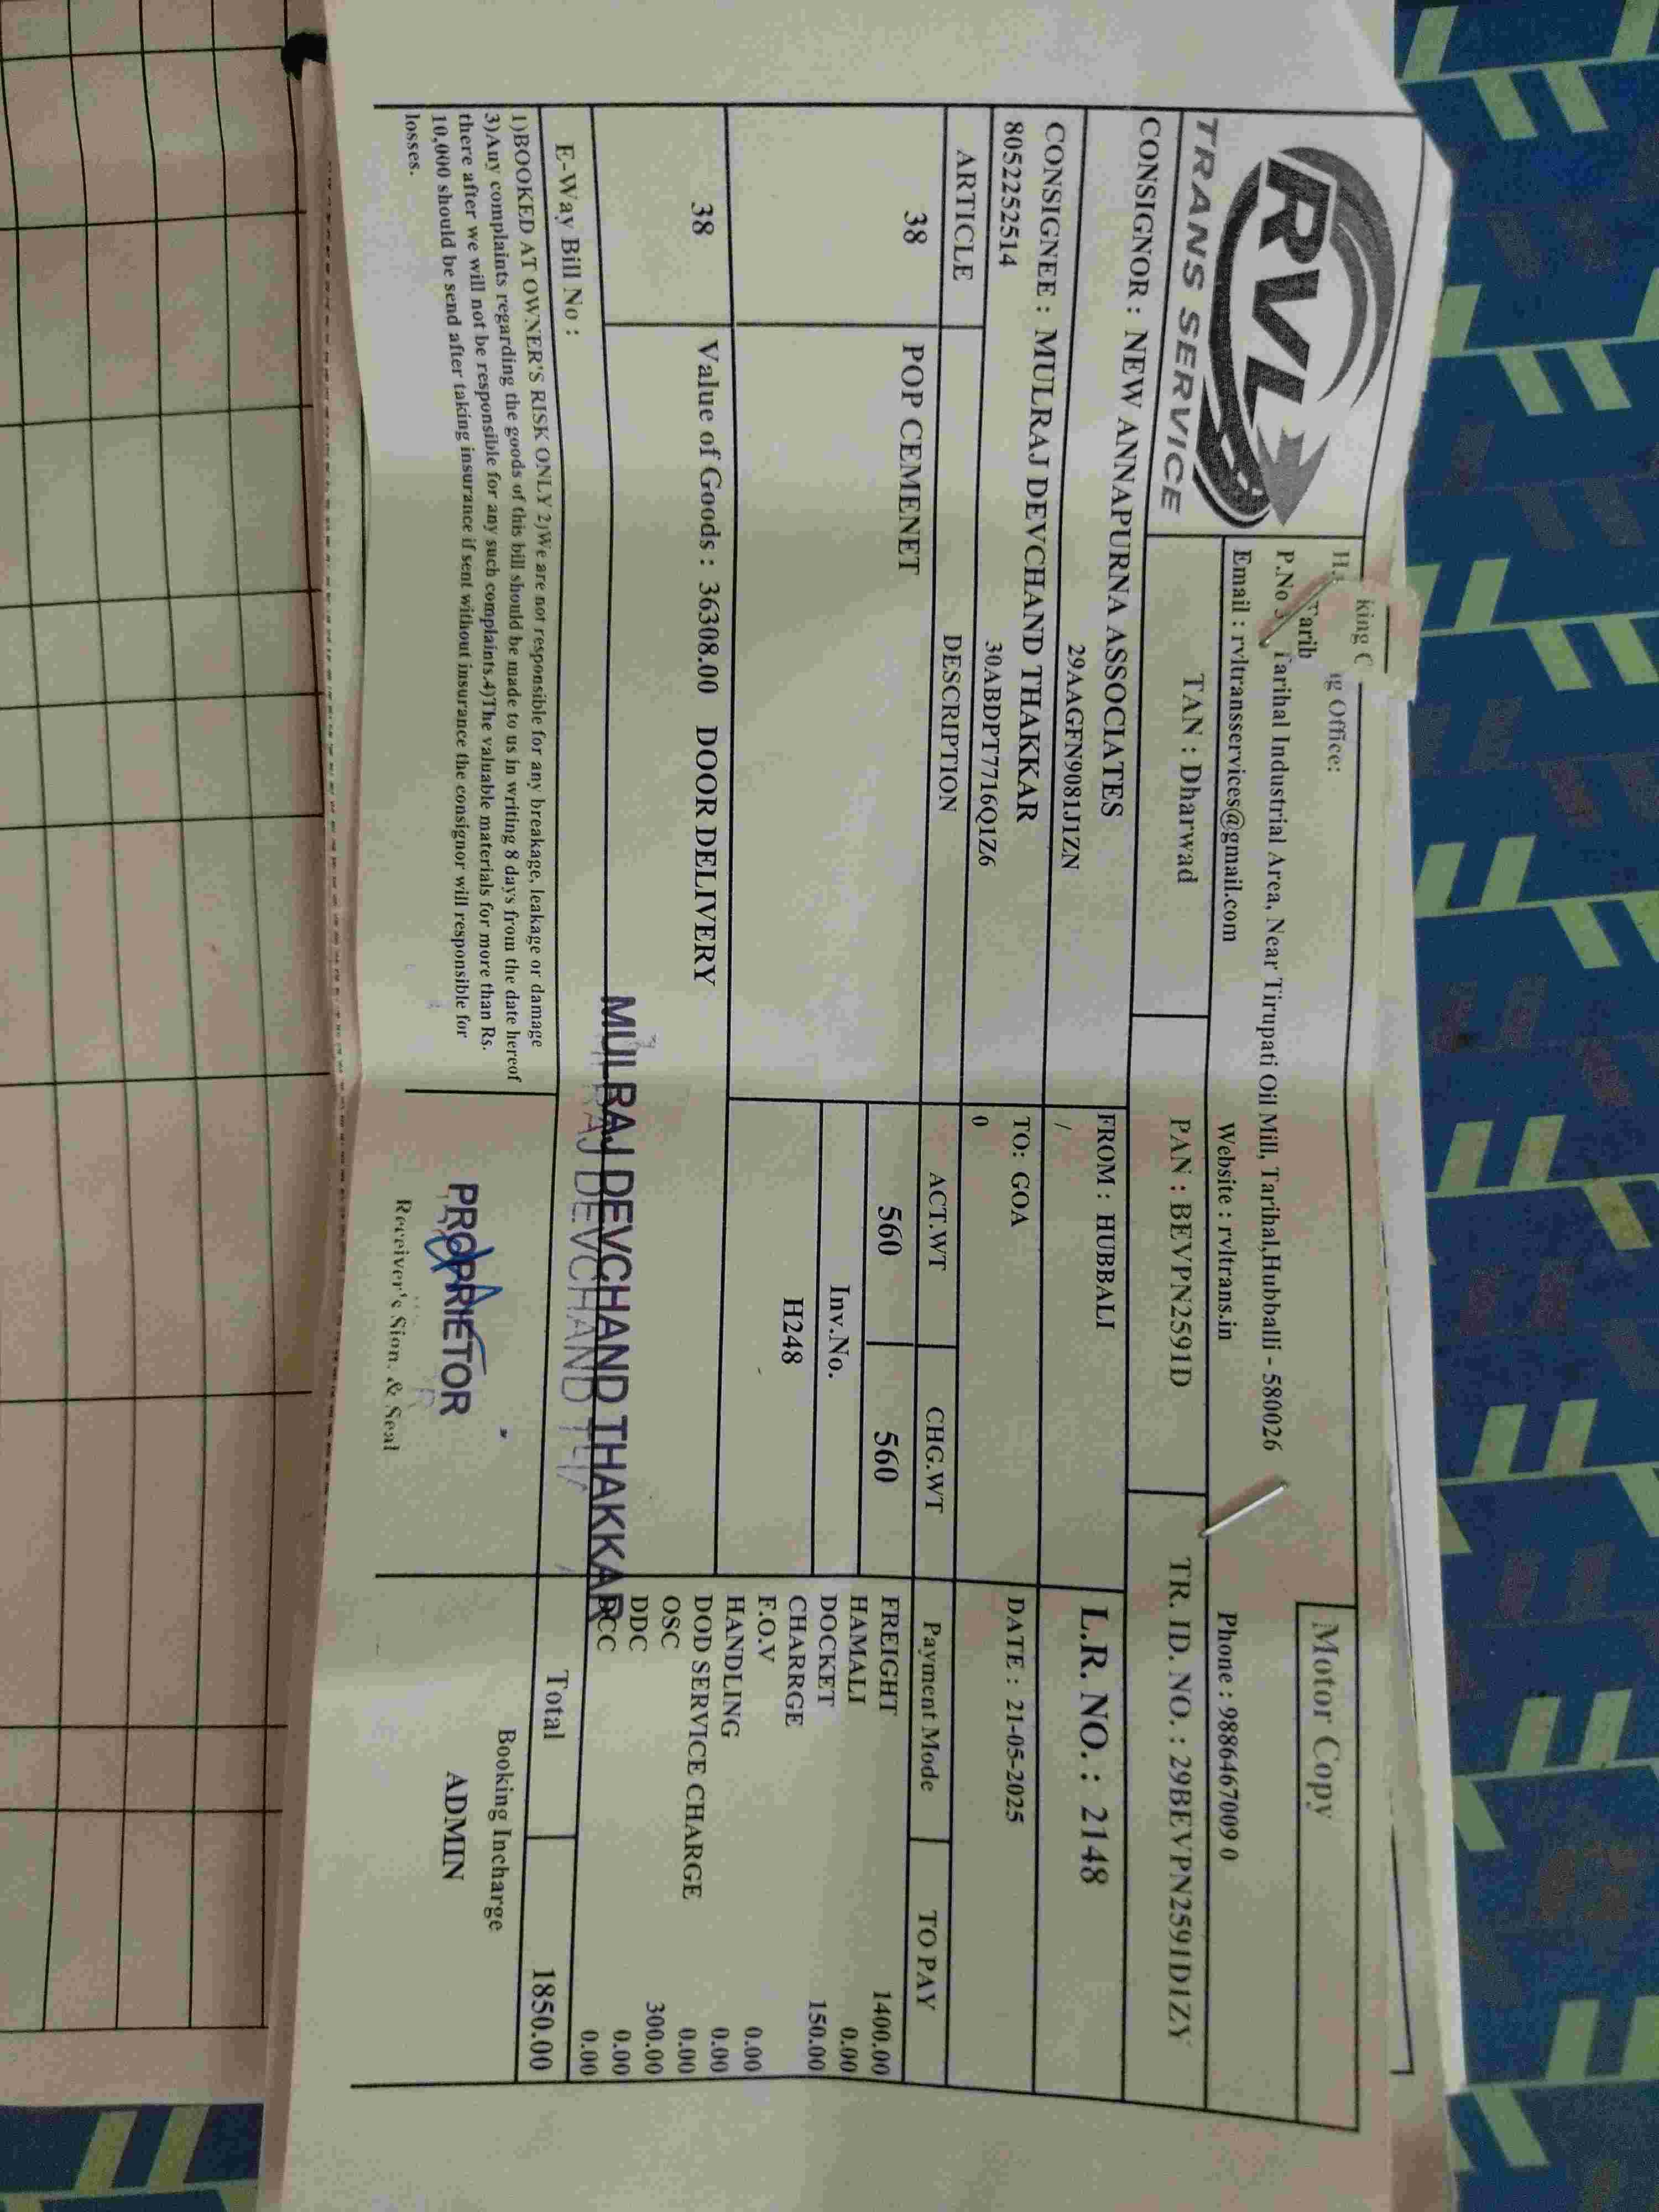 Motor Copy
king C
ig Office:
RVL
TRANS SERVICE
P.No
Tarihal Industrial Area, Near Tirupati Oil Mill, Tarihal,Hubballi - 580026
Email : rvltransservices@gmail.com
Website : rvltrans.in
Phone : 9886467009 0
TAN : Dharwad
PAN : BEVPN2591D
TR. ID. NO. : 29BEVPN2591D1ZY
CONSIGNOR : NEW ANNAPURNA ASSOCIATES
29AAGFN9081J1ZN
FROM : HUBBALI
/
L.R. NO. : 2148
CONSIGNEE : MULRAJ DEVCHAND THAKKAR
8052252514
30ABDPT7716Q1Z6
TO: GOA
0
DATE : 21-05-2025
ARTICLE
DESCRIPTION
ACT.WT
CHG.WT
Payment Mode
TO PAY
38
POP CEMENET
560
560
Inv.No.
H248
FREIGHT 1400.00
HAMALI 0.00
DOCKET 150.00
CHARRGE
F.O.V 0.00
HANDLING 0.00
DOD SERVICE CHARGE 0.00
OSC 300.00
DDC 0.00
CC 0.00
38
Value of Goods : 36308.00 DOOR DELIVERY
MULRAJ DEVCHAND THAKKAR
E-Way Bill No :
Total
1850.00
1)BOOKED AT OWNER'S RISK ONLY 2)We are not responsible for any breakage, leakage or damage
3)Any complaints regarding the goods of this bill should be made to us in writing 8 days from the date hereof
there after we will not be responsible for any such complaints.4)The valuable materials for more than Rs.
10,000 should be send after taking insurance if sent without insurance the consignor will responsible for
losses.
PROPRIETOR
Receiver's Sion. & Seal
Booking Incharge
ADMIN